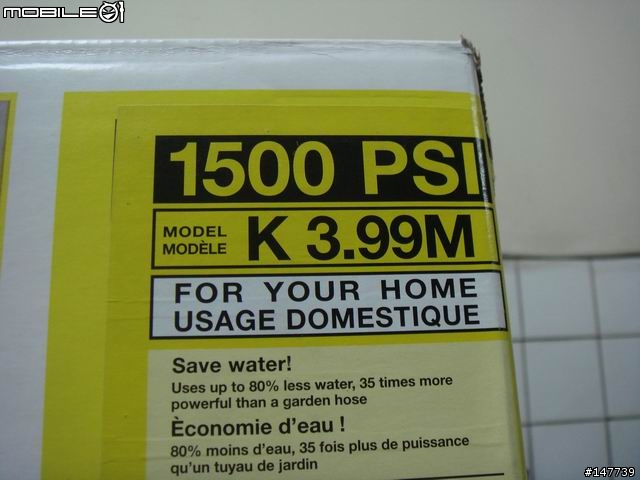 MOBILE01
1500 PSI
MODEL
MODÈLE
K 3.99M
FOR YOUR HOME
USAGE DOMESTIQUE
Save water!
Uses up to 80% less water, 35 times more
powerful than a garden hose
Èconomie d'eau !
80% moins d'eau, 35 fois plus de puissance
qu'un tuyau de jardin
#147739